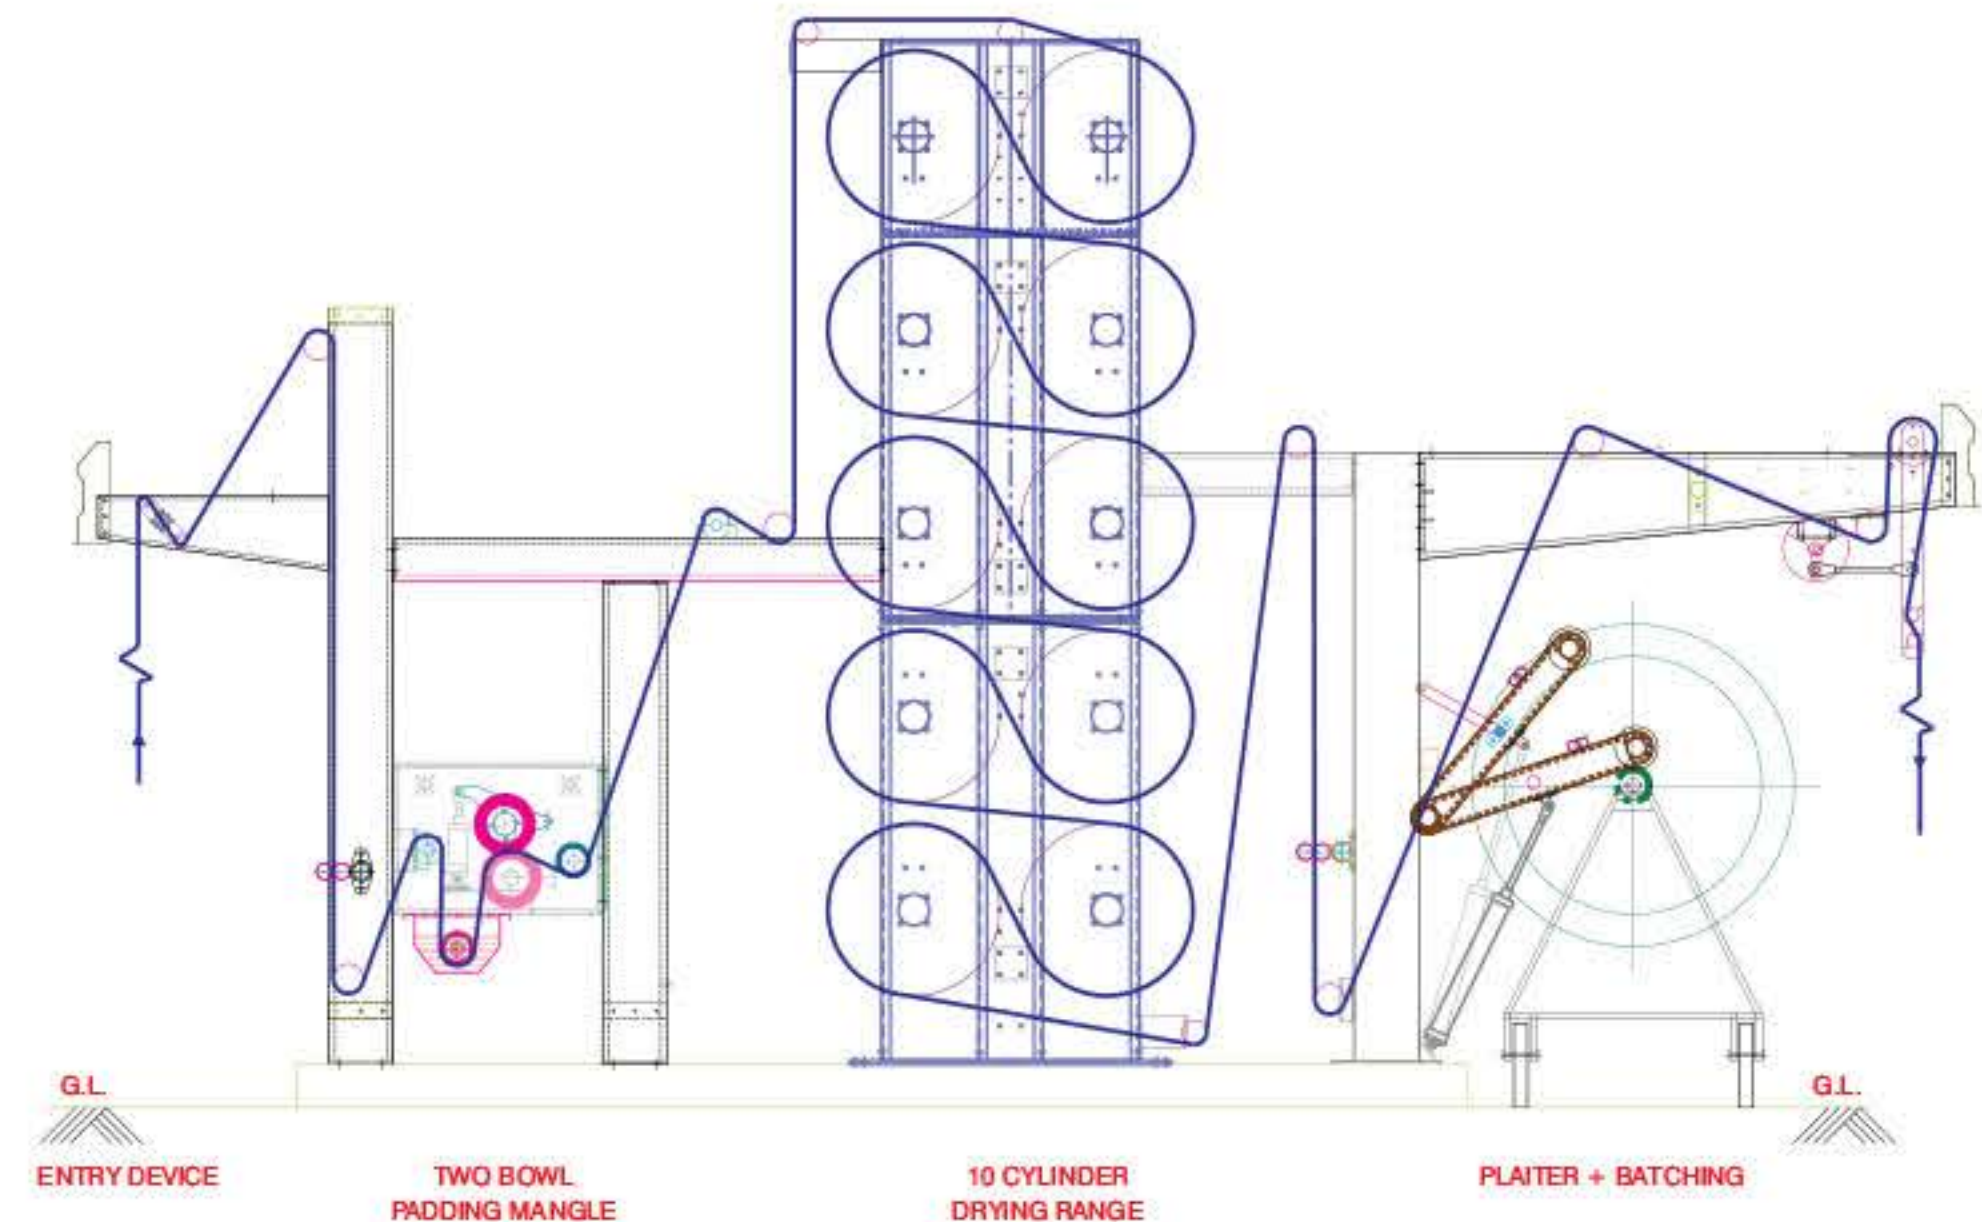 G.L.
G.L.
ENTRY DEVICE
TWO BOWL
PADDING MANGLE
10 CYLINDER
DRYING RANGE
PLAITER + BATCHING